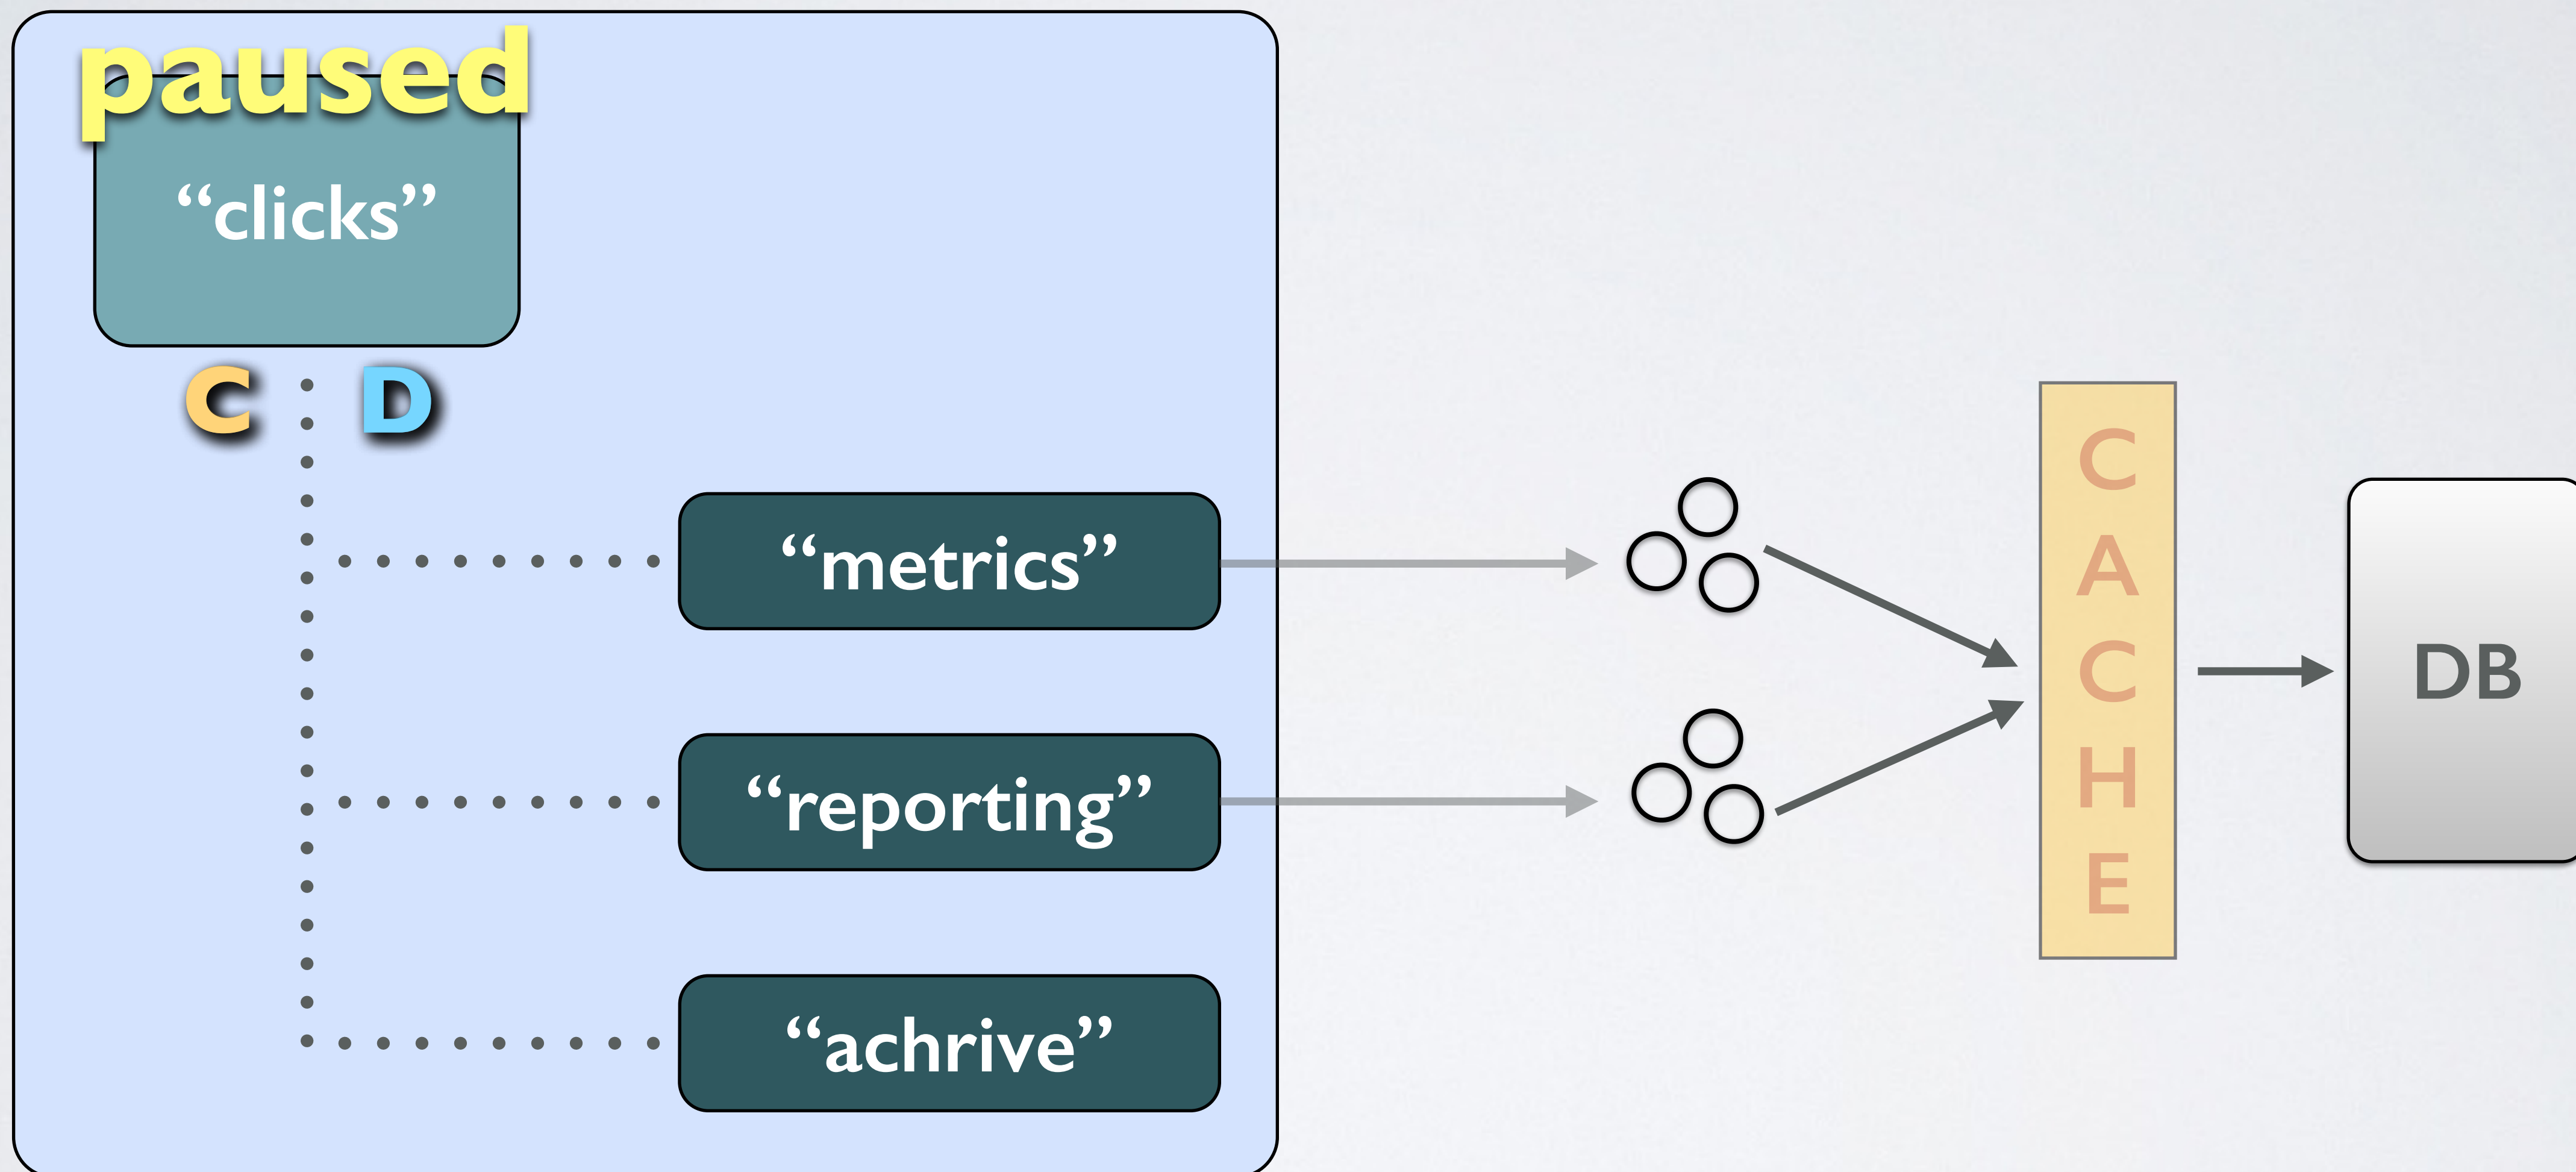 paused
“clicks”
C D
“metrics”
“reporting”
“achrive”
C
A
C
H
E
DB